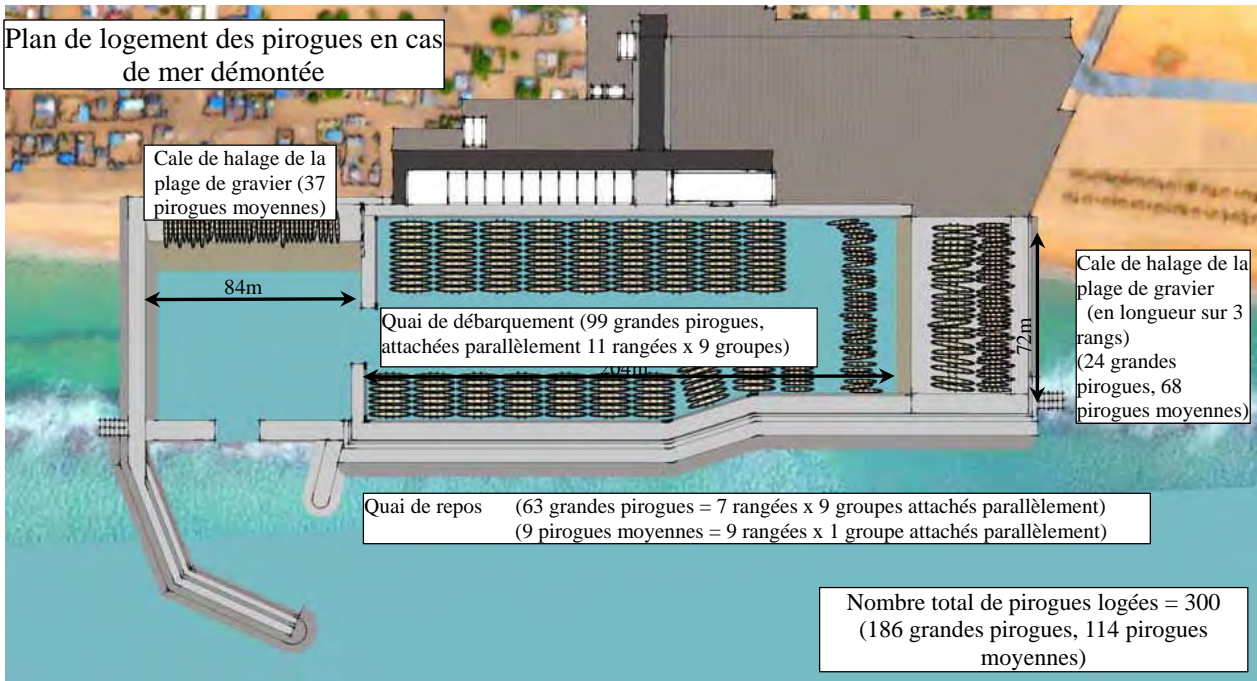 Plan de logement des pirogues en cas
de mer démontée
Cale de halage de la
plage de gravier (37
pirogues moyennes)
84m
Quai de débarquement (99 grandes pirogues,
attachées parallèlement 11 rangées x 9 groupes)
204m
72m
Cale de halage de la
plage de gravier
(en longueur sur 3
rangs)
(24 grandes
pirogues, 68
pirogues moyennes)
Quai de repos (63 grandes pirogues = 7 rangées x 9 groupes attachés parallèlement)
(9 pirogues moyennes = 9 rangées x 1 groupe attachés parallèlement)
Nombre total de pirogues logées = 300
(186 grandes pirogues, 114 pirogues
moyennes)